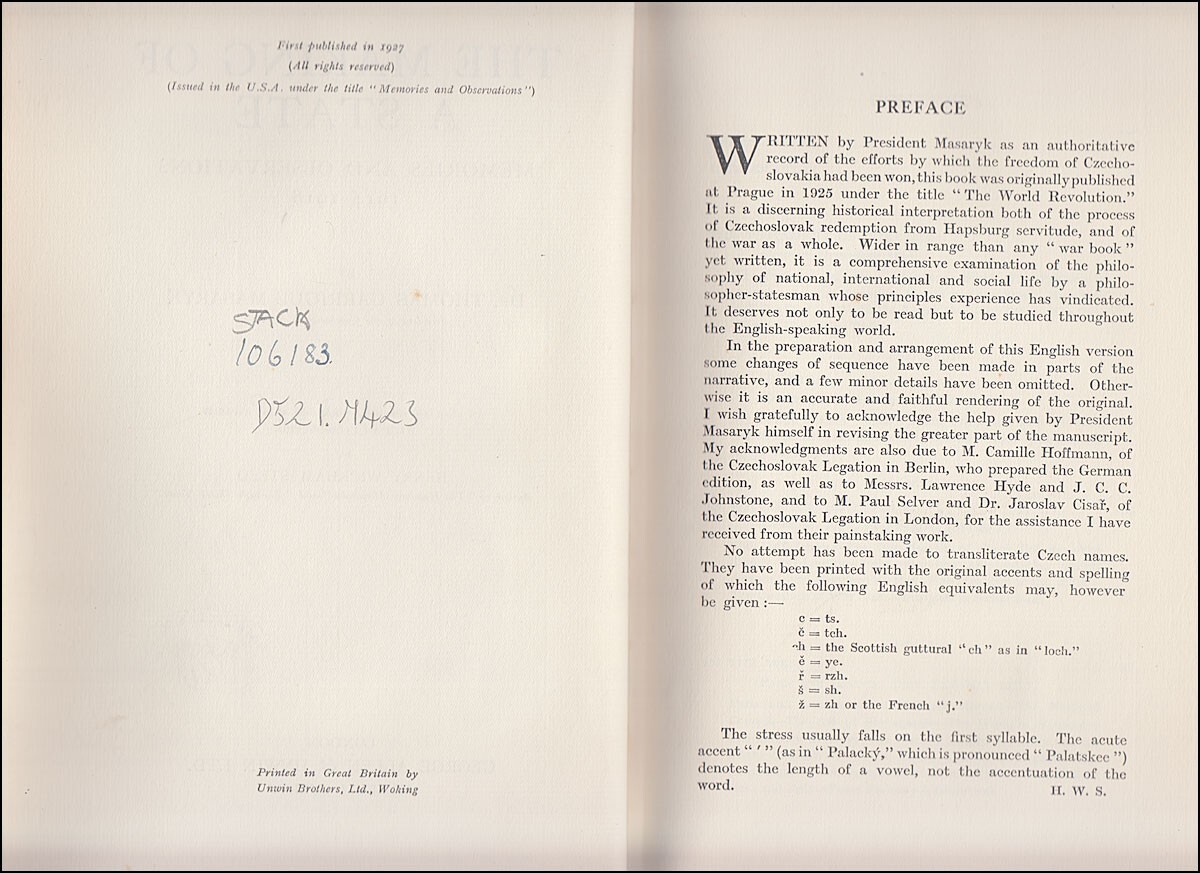 First published in 1927
(All rights reserved)
(Issued in the U.S.A. under the title "Memories and Observations")
STACK
106183.
D521.M423
Printed in Great Britain by
Unwin Brothers, Ltd., Woking
PREFACE
WRITTEN by President Masaryk as an authoritative
record of the efforts by which the freedom of Czecho-
slovakia had been won, this book was originally published
at Prague in 1925 under the title "The World Revolution."
It is a discerning historical interpretation both of the process
of Czechoslovak redemption from Hapsburg servitude, and of
the war as a whole. Wider in range than any "war book"
yet written, it is a comprehensive examination of the philo-
sophy of national, international and social life by a philo-
sopher-statesman whose principles experience has vindicated.
It deserves not only to be read but to be studied throughout
the English-speaking world.
In the preparation and arrangement of this English version
some changes of sequence have been made in parts of the
narrative, and a few minor details have been omitted. Other-
wise it is an accurate and faithful rendering of the original.
I wish gratefully to acknowledge the help given by President
Masaryk himself in revising the greater part of the manuscript.
My acknowledgments are also due to M. Camille Hoffmann, of
the Czechoslovak Legation in Berlin, who prepared the German
edition, as well as to Messrs. Lawrence Hyde and J. C. C.
Johnstone, and to M. Paul Selver and Dr. Jaroslav Cisař, of
the Czechoslovak Legation in London, for the assistance I have
received from their painstaking work.
No attempt has been made to transliterate Czech names.
They have been printed with the original accents and spelling
of which the following English equivalents may, however
be given :—
c = ts.
č = tch.
ch = the Scottish guttural "ch" as in "loch."
ě = ye.
ř = rzh.
š = sh.
ž = zh or the French "j."
The stress usually falls on the first syllable. The acute
accent " ′ " (as in "Palacký," which is pronounced "Palatskee")
denotes the length of a vowel, not the accentuation of the
word.
H. W. S.